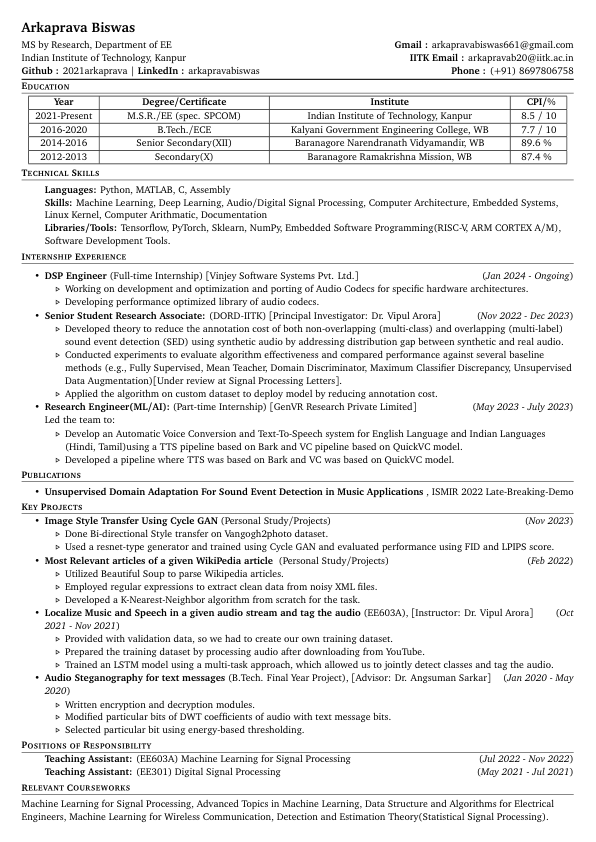 Arkaprava Biswas
MS by Research, Department of EE
Gmail : arkapravabiswas661@gmail.com
Indian Institute of Technology, Kanpur
IITK Email : arkapravab20@iitk.ac.in
Github : 2021arkaprava | LinkedIn : arkapravabiswas
Phone : (+91) 8697806758
Education
Year Degree/Certificate Institute CPI/%
2021-Present M.S.R./EE (spec. SPCOM) Indian Institute of Technology, Kanpur 8.5 / 10
2016-2020 B.Tech./ECE Kalyani Government Engineering College, WB 7.7 / 10
2014-2016 Senior Secondary(XII) Baranagore Narendranath Vidyamandir, WB 89.6 %
2012-2013 Secondary(X) Baranagore Ramakrishna Mission, WB 87.4 %
Technical Skills
Languages: Python, MATLAB, C, Assembly
Skills: Machine Learning, Deep Learning, Audio/Digital Signal Processing, Computer Architecture, Embedded Systems,
Linux Kernel, Computer Arithmatic, Documentation
Libraries/Tools: Tensorflow, PyTorch, Sklearn, NumPy, Embedded Software Programming(RISC-V, ARM CORTEX A/M),
Software Development Tools.
Internship Experience
• DSP Engineer (Full-time Internship) [Vinjey Software Systems Pvt. Ltd.] (Jan 2024 - Ongoing)
▹ Working on development and optimization and porting of Audio Codecs for specific hardware architectures.
▹ Developing performance optimized library of audio codecs.
• Senior Student Research Associate: (DORD-IITK) [Principal Investigator: Dr. Vipul Arora] (Nov 2022 - Dec 2023)
▹ Developed theory to reduce the annotation cost of both non-overlapping (multi-class) and overlapping (multi-label)
sound event detection (SED) using synthetic audio by addressing distribution gap between synthetic and real audio.
▹ Conducted experiments to evaluate algorithm effectiveness and compared performance against several baseline
methods (e.g., Fully Supervised, Mean Teacher, Domain Discriminator, Maximum Classifier Discrepancy, Unsupervised
Data Augmentation)[Under review at Signal Processing Letters].
▹ Applied the algorithm on custom dataset to deploy model by reducing annotation cost.
• Research Engineer(ML/AI): (Part-time Internship) [GenVR Research Private Limited] (May 2023 - July 2023)
Led the team to:
▹ Develop an Automatic Voice Conversion and Text-To-Speech system for English Language and Indian Languages
(Hindi, Tamil)using a TTS pipeline based on Bark and VC pipeline based on QuickVC model.
▹ Developed a pipeline where TTS was based on Bark and VC was based on QuickVC model.
Publications
• Unsupervised Domain Adaptation For Sound Event Detection in Music Applications , ISMIR 2022 Late-Breaking-Demo
Key Projects
• Image Style Transfer Using Cycle GAN (Personal Study/Projects) (Nov 2023)
▹ Done Bi-directional Style transfer on Vangogh2photo dataset.
▹ Used a resnet-type generator and trained using Cycle GAN and evaluated performance using FID and LPIPS score.
• Most Relevant articles of a given WikiPedia article (Personal Study/Projects) (Feb 2022)
▹ Utilized Beautiful Soup to parse Wikipedia articles.
▹ Employed regular expressions to extract clean data from noisy XML files.
▹ Developed a K-Nearest-Neighbor algorithm from scratch for the task.
• Localize Music and Speech in a given audio stream and tag the audio (EE603A), [Instructor: Dr. Vipul Arora] (Oct
2021 - Nov 2021)
▹ Provided with validation data, so we had to create our own training dataset.
▹ Prepared the training dataset by processing audio after downloading from YouTube.
▹ Trained an LSTM model using a multi-task approach, which allowed us to jointly detect classes and tag the audio.
• Audio Steganography for text messages (B.Tech. Final Year Project), [Advisor: Dr. Angsuman Sarkar] (Jan 2020 - May
2020)
▹ Written encryption and decryption modules.
▹ Modified particular bits of DWT coefficients of audio with text message bits.
▹ Selected particular bit using energy-based thresholding.
Positions of Responsibility
Teaching Assistant: (EE603A) Machine Learning for Signal Processing (Jul 2022 - Nov 2022)
Teaching Assistant: (EE301) Digital Signal Processing (May 2021 - Jul 2021)
Relevant Courseworks
Machine Learning for Signal Processing, Advanced Topics in Machine Learning, Data Structure and Algorithms for Electrical
Engineers, Machine Learning for Wireless Communication, Detection and Estimation Theory(Statistical Signal Processing).